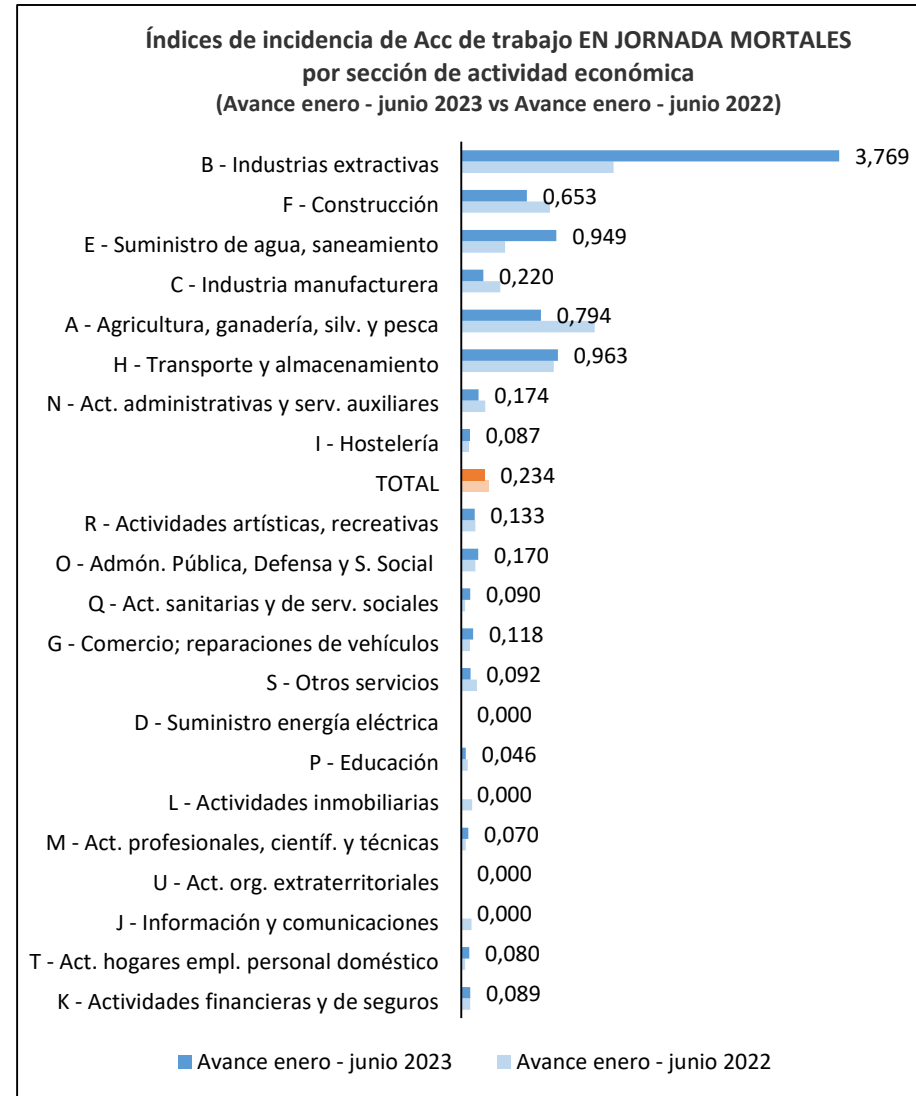 Índices de incidencia de Acc de trabajo EN JORNADA MORTALES
por sección de actividad económica
(Avance enero - junio 2023 vs Avance enero - junio 2022)
B - Industrias extractivas 3,769
F - Construcción 0,653
E - Suministro de agua, saneamiento 0,949
C - Industria manufacturera 0,220
A - Agricultura, ganadería, silv. y pesca 0,794
H - Transporte y almacenamiento 0,963
N - Act. administrativas y serv. auxiliares 0,174
I - Hostelería 0,087
TOTAL 0,234
R - Actividades artísticas, recreativas 0,133
O - Admón. Pública, Defensa y S. Social 0,170
Q - Act. sanitarias y de serv. sociales 0,090
G - Comercio; reparaciones de vehículos 0,118
S - Otros servicios 0,092
D - Suministro energía eléctrica 0,000
P - Educación 0,046
L - Actividades inmobiliarias 0,000
M - Act. profesionales, científ. y técnicas 0,070
U - Act. org. extraterritoriales 0,000
J - Información y comunicaciones 0,000
T - Act. hogares empl. personal doméstico 0,080
K - Actividades financieras y de seguros 0,089
Avance enero - junio 2023 Avance enero - junio 2022